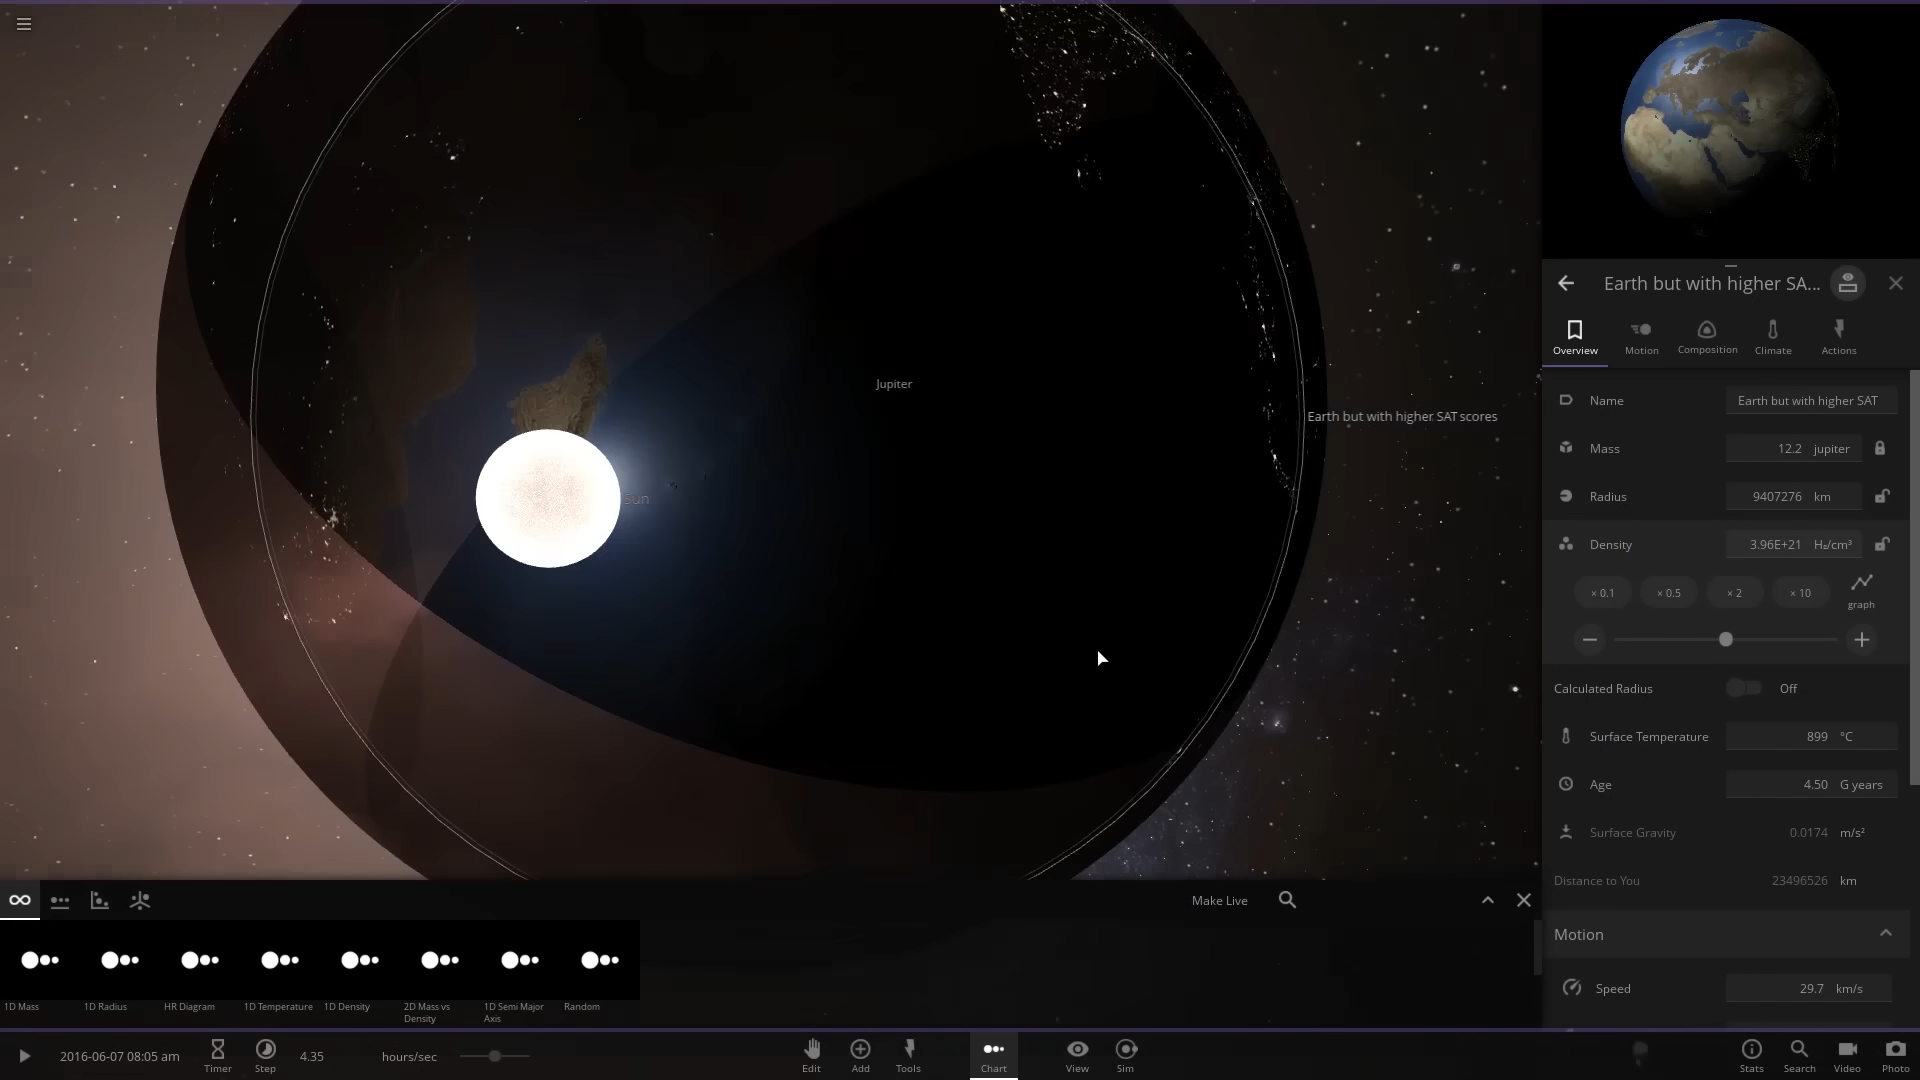 Jupiter
Earth but with higher SAT scores
Sun
Earth but with higher SA...
Overview
Motion
Composition
Climate
Actions
Name
Earth but with higher SAT
Mass
12.2 jupiter
Radius
9407276 km
Density
3.96E+21 H₂/cm³
× 0.1
× 0.5
× 2
× 10
graph
Calculated Radius
Off
Surface Temperature
899 °C
Age
4.50 G years
Surface Gravity
0.0174 m/s²
Distance to You
23496526 km
Motion
Speed
29.7 km/s
Make Live
1D Mass
1D Radius
HR Diagram
1D Temperature
1D Density
2D Mass vs
Density
1D Semi Major
Axis
Random
2016-06-07 08:05 am
Timer
Step
4.35
hours/sec
Edit
Add
Tools
Chart
View
Sim
Stats
Search
Video
Photo